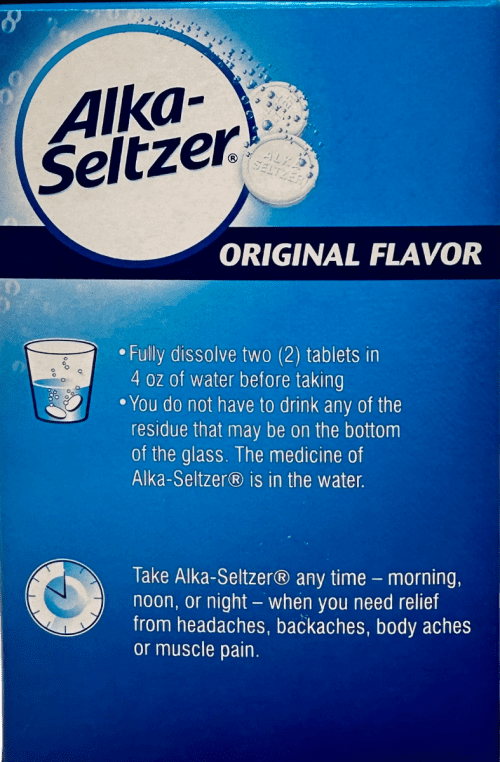 Alka-
Seltzer®
ALKA
SELTZER
ORIGINAL FLAVOR
• Fully dissolve two (2) tablets in
4 oz of water before taking
• You do not have to drink any of the
residue that may be on the bottom
of the glass. The medicine of
Alka-Seltzer® is in the water.
Take Alka-Seltzer® any time – morning,
noon, or night – when you need relief
from headaches, backaches, body aches
or muscle pain.